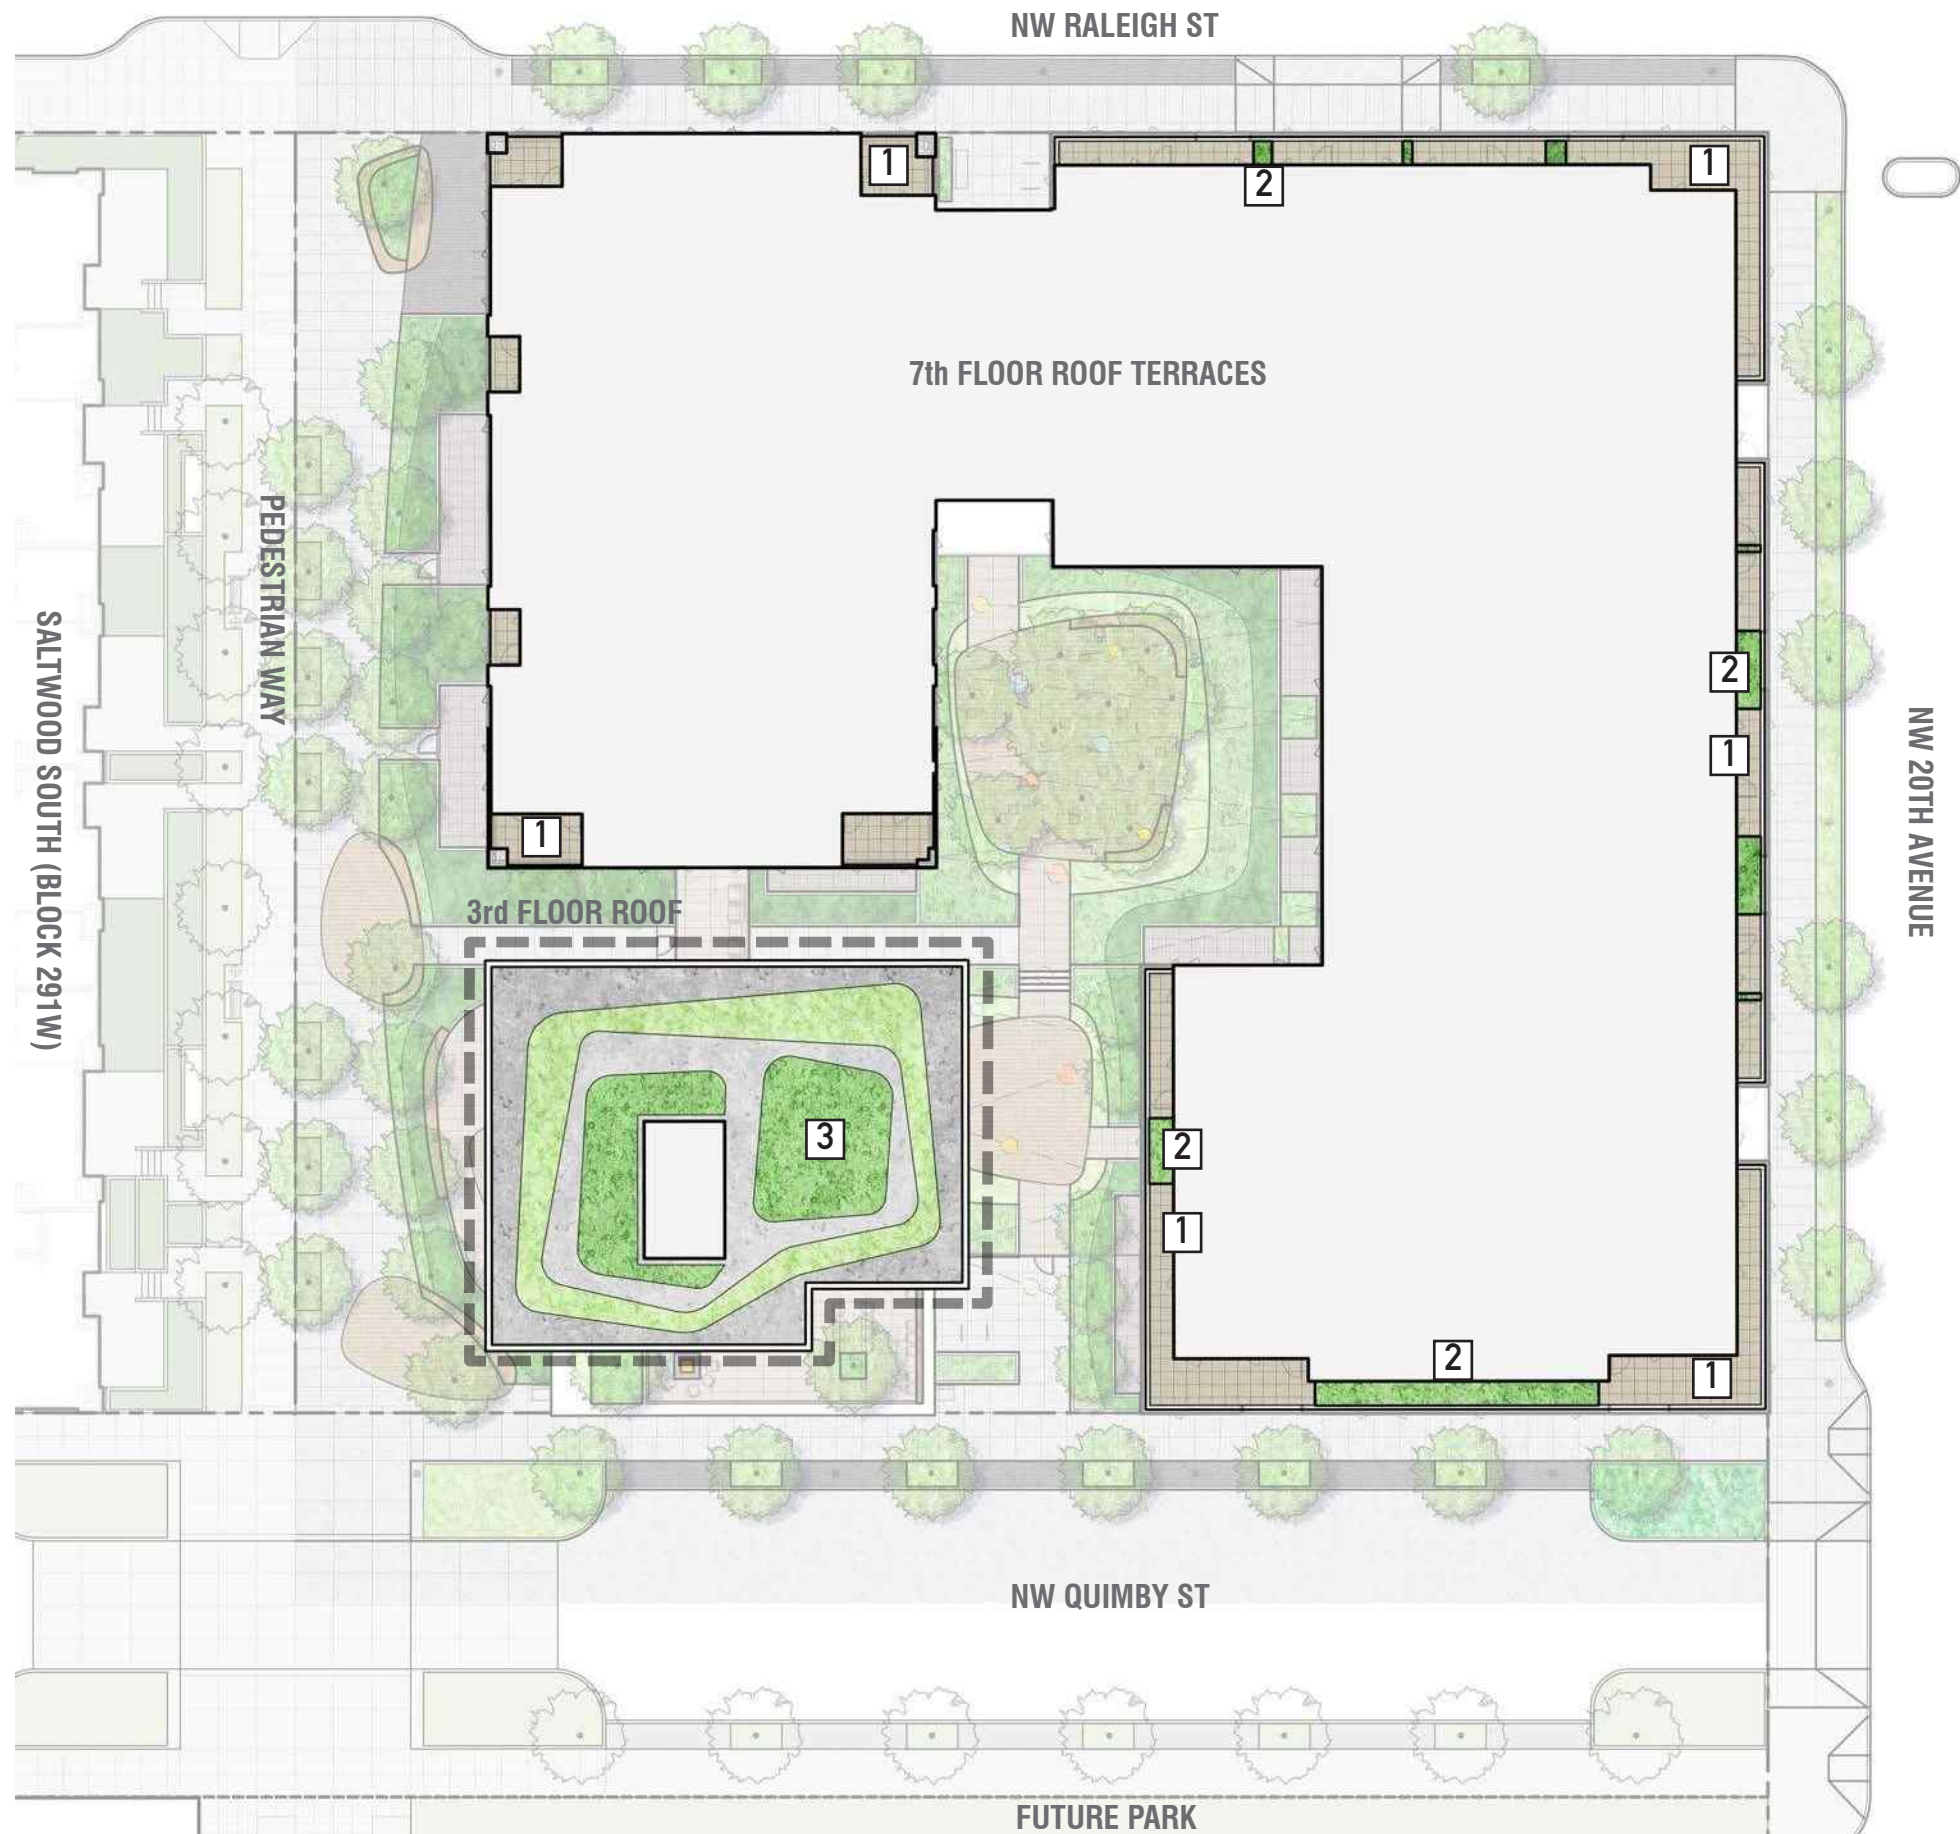 NW RALEIGH ST
1
1
2
7th FLOOR ROOF TERRACES
PEDESTRIAN WAY
SALTWOOD SOUTH (BLOCK 291W)
2
1
NW 20TH AVENUE
1
3rd FLOOR ROOF
3
2
1
2
1
NW QUIMBY ST
FUTURE PARK